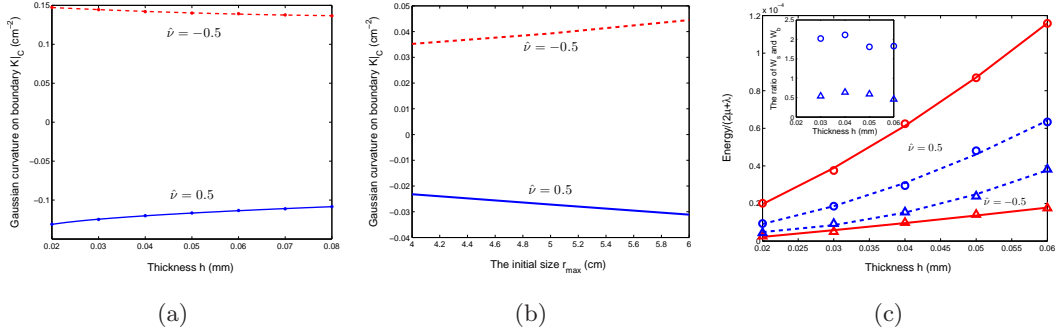 0.15
0.1
0.05
0
−0.05
−0.1
0.02 0.03 0.04 0.05 0.06 0.07 0.08
Thickness h (mm)
Gaussian curvature on boundary K|C (cm−2)
ν̂ = −0.5
ν̂ = 0.5
(a)
0.05
0.04
0.03
0.02
0.01
0
−0.01
−0.02
−0.03
−0.04
4 4.2 4.4 4.6 4.8 5 5.2 5.4 5.6 5.8 6
The initial size rmax (cm)
Gaussian curvature on boundary K|C (cm−2)
ν̂ = −0.5
ν̂ = 0.5
(b)
x 10−4
1.2
1
0.8
0.6
0.4
0.2
0
0.02 0.025 0.03 0.035 0.04 0.045 0.05 0.055 0.06
Thickness h (mm)
Energy/(2μ+λ)
ν̂ = 0.5
ν̂ = −0.5
2.5
2
1.5
1
0.5
0
0.02 0.03 0.04 0.05 0.06
Thickness h (mm)
The ratio of Ws and Wb
(c)